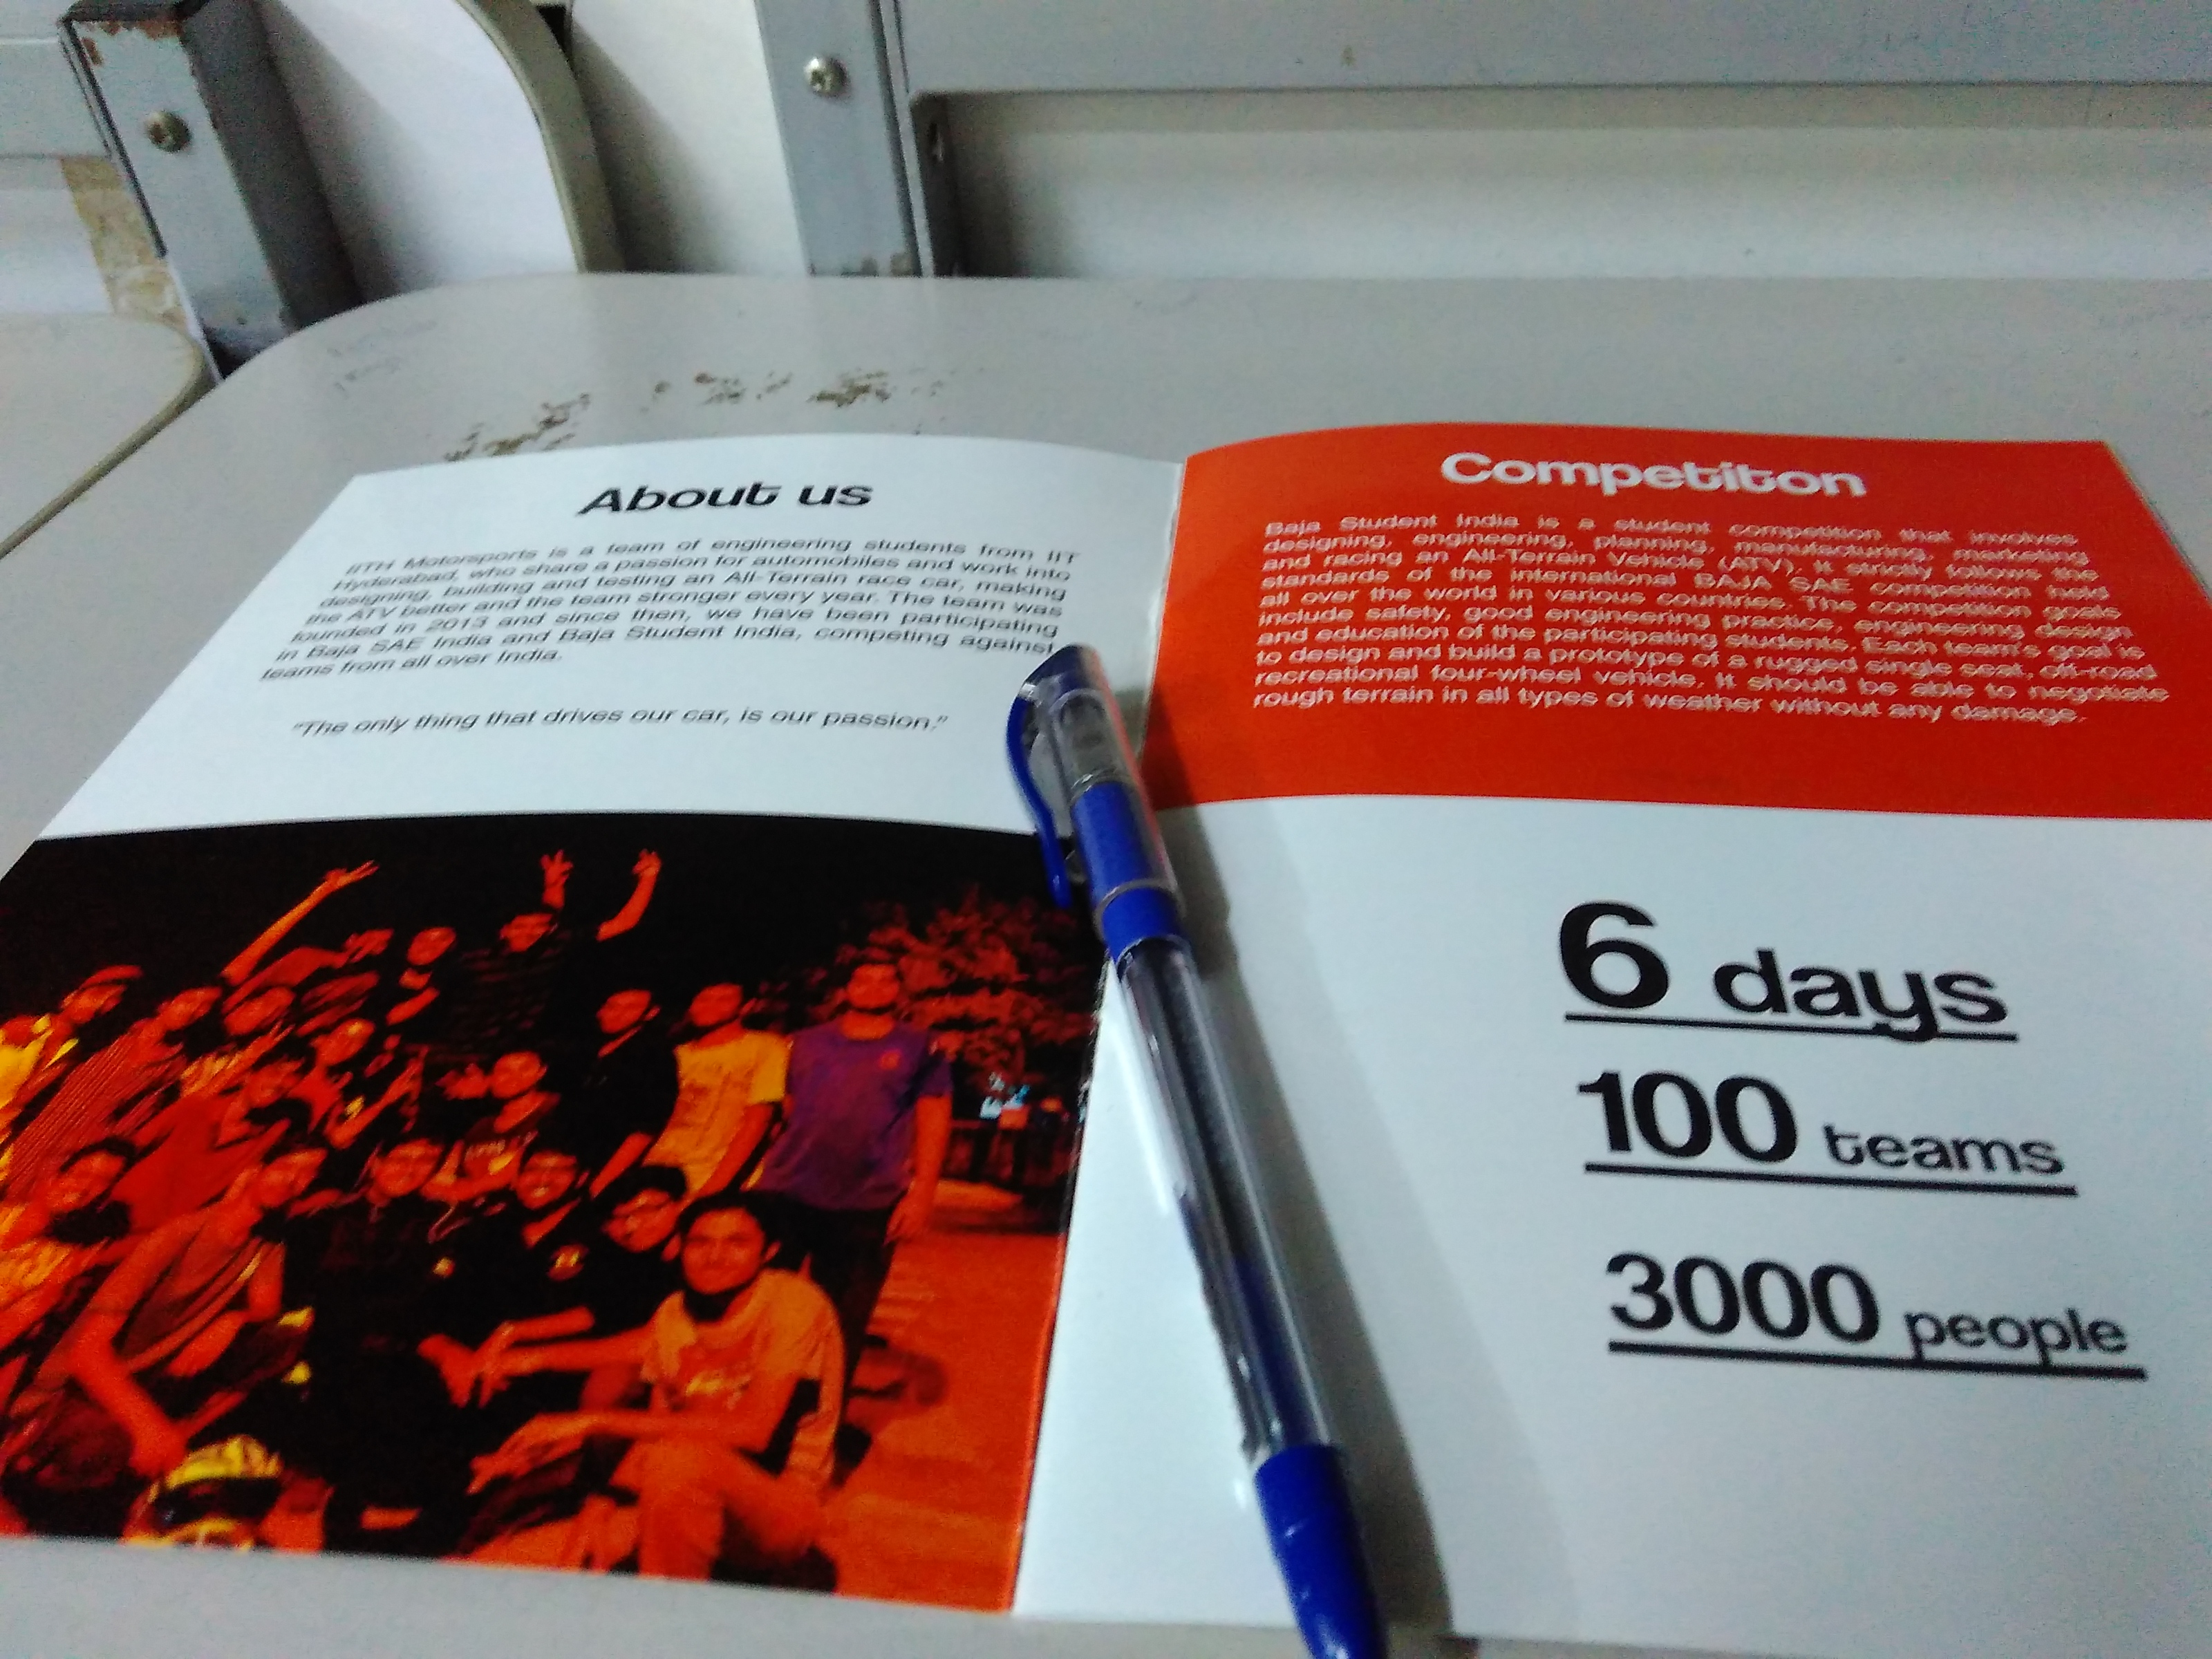 About us
IITH Motorsports is a team of engineering students from IIT
Hyderabad, who share a passion for automobiles and work into
designing, building and testing an All-Terrain race car, making
the ATV better and the team stronger every year. The team was
founded in 2013 and since then, we have been participating
in Baja SAE India and Baja Student India, competing against
teams from all over India.
"The only thing that drives our car, is our passion."
Competiton
Baja Student India is a student competition that involves
designing, engineering, planning, manufacturing, marketing
and racing an All-Terrain Vehicle (ATV). It strictly follows the
standards of the international BAJA SAE competition held
all over the world in various countries. The competition goals
include safety, good engineering practice, engineering design
and education of the participating students. Each team's goal is
to design and build a prototype of a rugged single seat, off-road
recreational four-wheel vehicle. It should be able to negotiate
rough terrain in all types of weather without any damage.
6 days
100 teams
3000 people